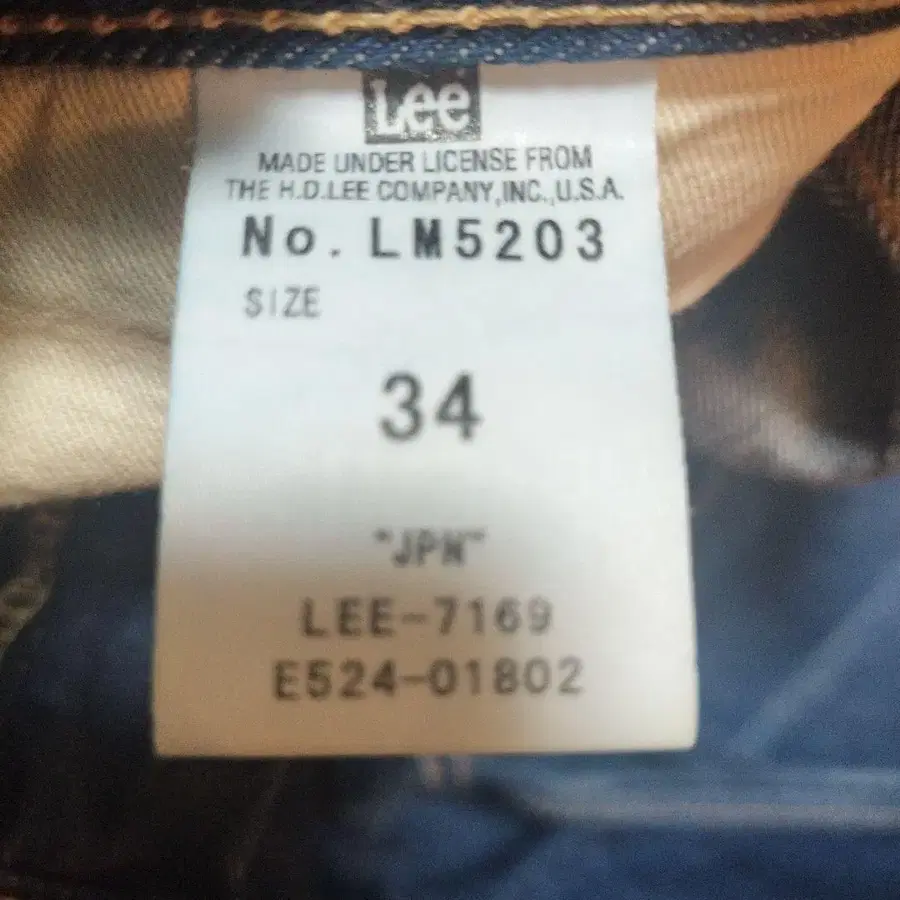 Lee
MADE UNDER LICENSE FROM
THE H.D.LEE COMPANY,INC.,U.S.A.
No. LM5203
SIZE
34
"JPN"
LEE-7169
E524-01802